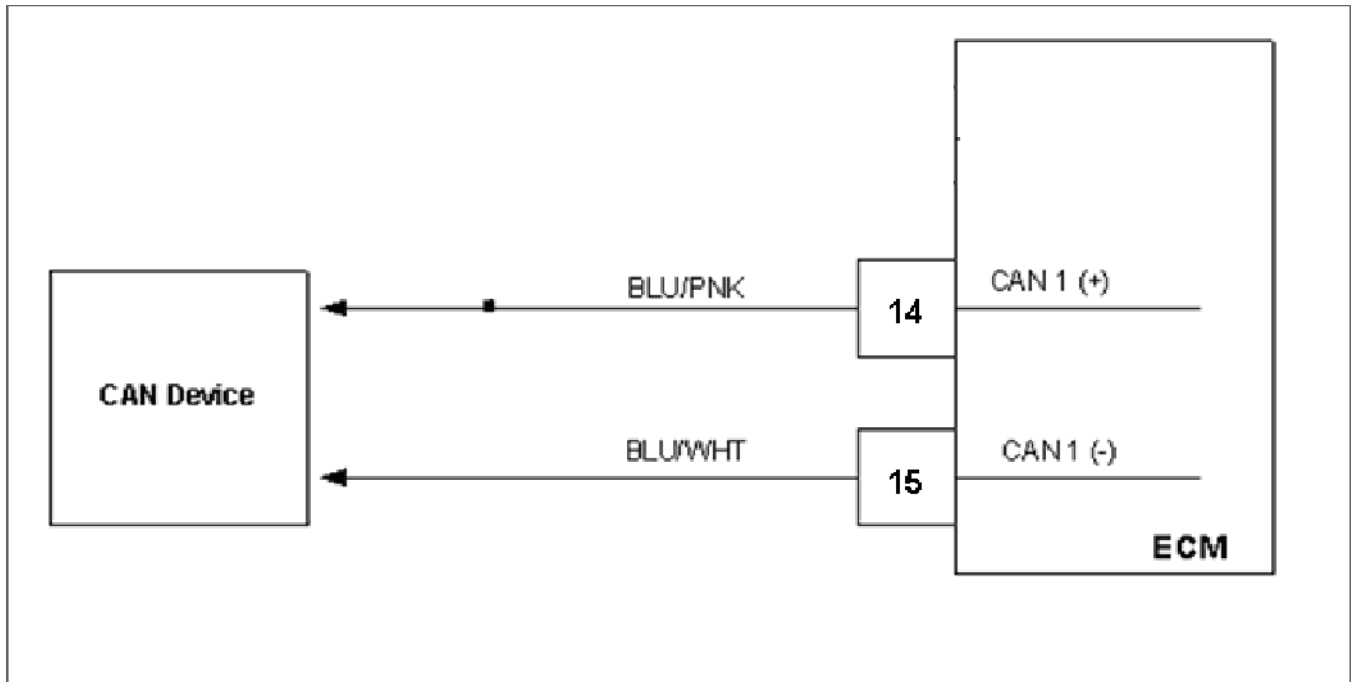 BLU/PNK
CAN 1 (+)
14
CAN Device
BLU/WHT
CAN 1 (-)
15
ECM